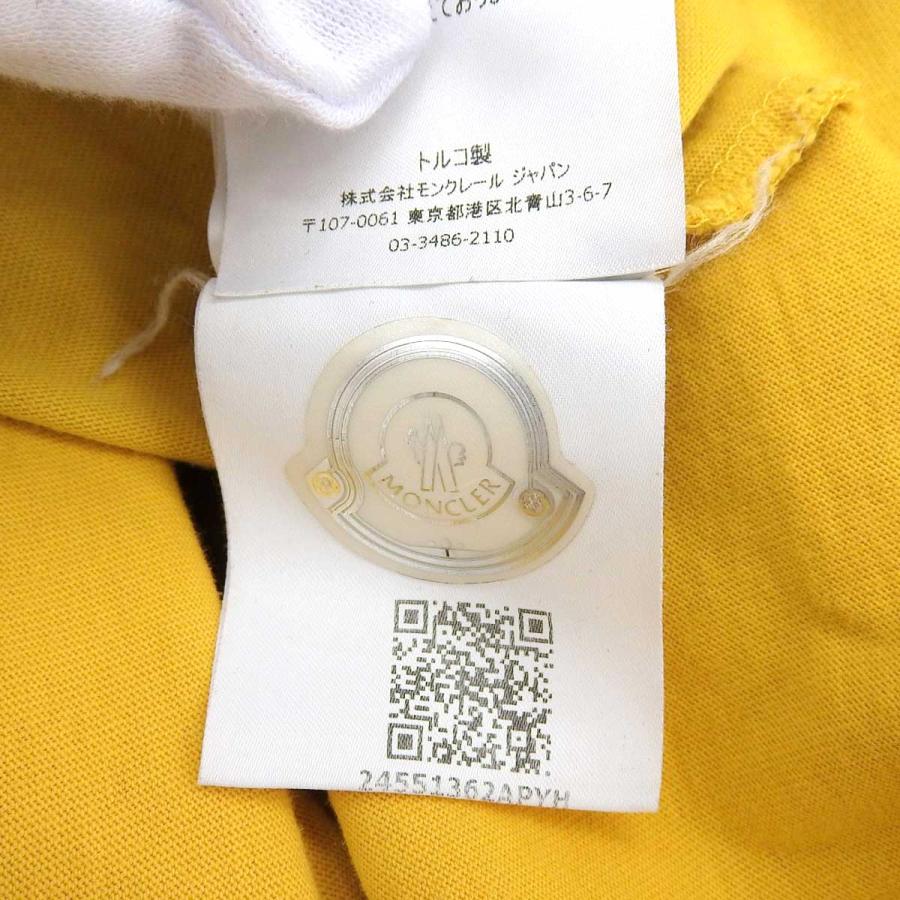 トルコ製
株式会社モンクレール ジャパン
〒107-0061 東京都港区北青山3-6-7
03-3486-2110
MONCLER
24551362APYH